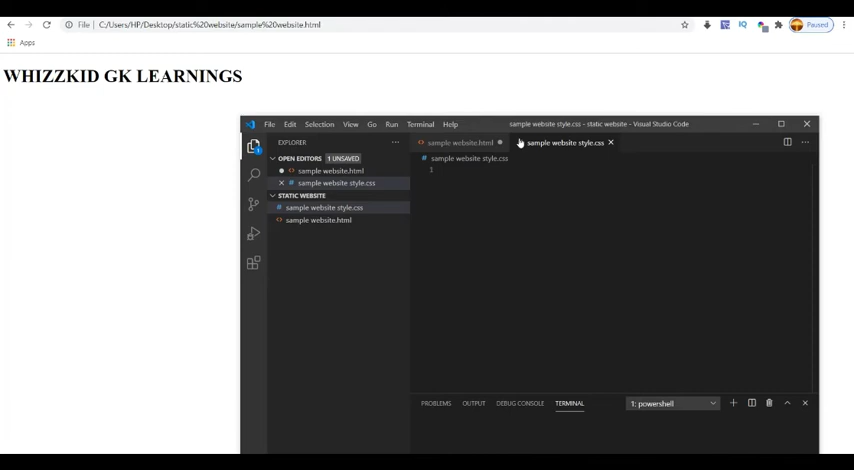 File C:/Users/HP/Desktop/static%20website/sample%20website.html
Paused
Apps
WHIZZKID GK LEARNINGS
File Edit Selection View Go Run Terminal Help
sample website style.css - static website - Visual Studio Code
EXPLORER
sample website.html
sample website style.css
OPEN EDITORS 1 UNSAVED
# sample website style.css
sample website.html
1
# sample website style.css
STATIC WEBSITE
# sample website style.css
sample website.html
PROBLEMS OUTPUT DEBUG CONSOLE TERMINAL
1: powershell